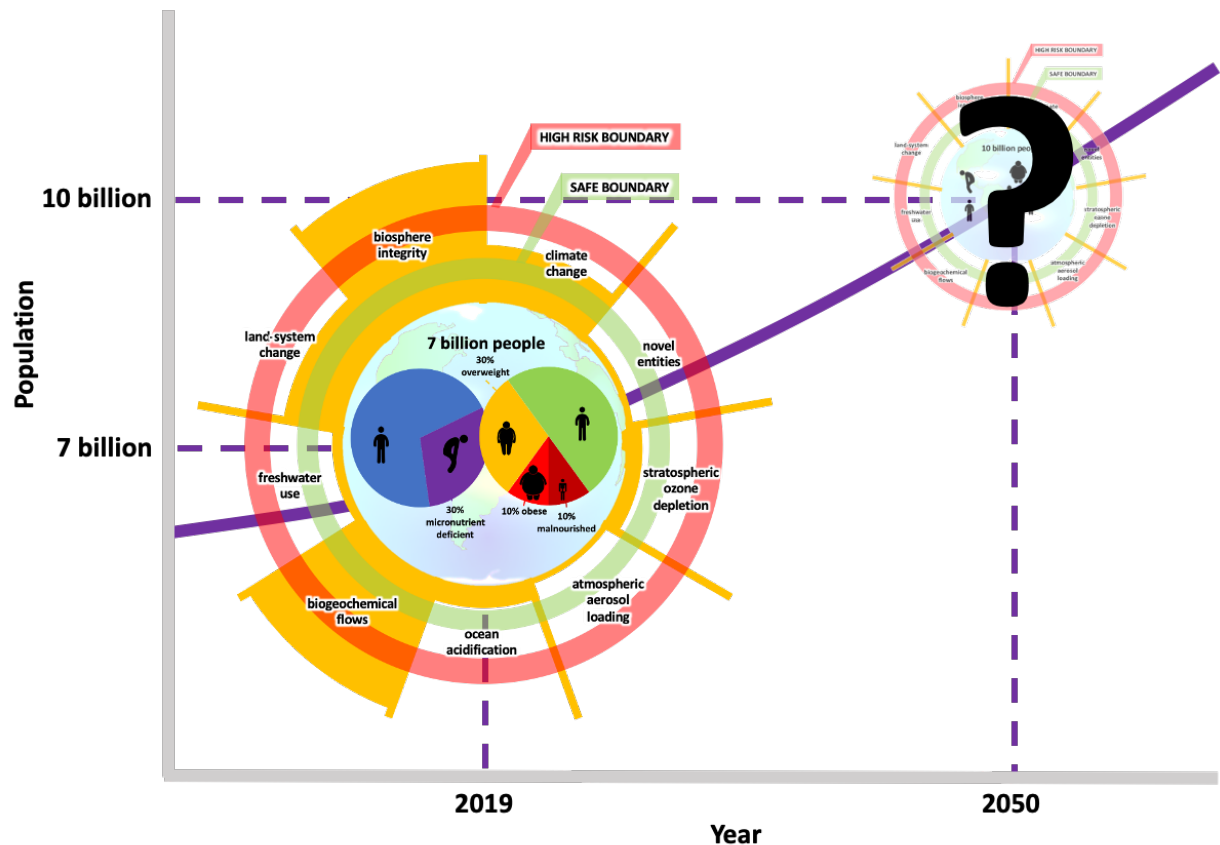 HIGH RISK BOUNDARY
SAFE BOUNDARY
biosphere
land-system
change
10 billion people
entities
freshwater
use
stratospheric
ozone
depletion
biogeochemical
flows
atmospheric
aerosol
loading
?
Population
10 billion
7 billion
HIGH RISK BOUNDARY
SAFE BOUNDARY
biosphere
integrity
climate
change
land-system
change
novel
entities
7 billion people
30%
overweight
freshwater
use
stratospheric
ozone
depletion
30%
micronutrient
deficient
10% obese
10%
malnourished
biogeochemical
flows
atmospheric
aerosol
loading
ocean
acidification
2019
2050
Year